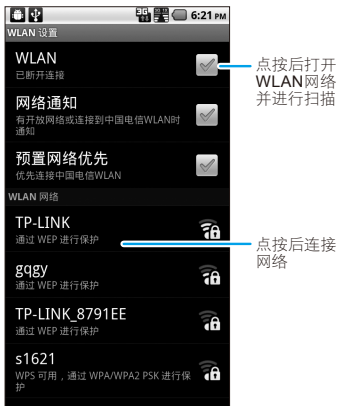 3G
6:21 PM
WLAN 设置
WLAN
已断开连接
网络通知
有开放网络或连接到中国电信WLAN时
通知
预置网络优先
优先连接中国电信WLAN
WLAN 网络
TP-LINK
通过 WEP 进行保护
gqgy
通过 WEP 进行保护
TP-LINK_8791EE
通过 WEP 进行保护
s1621
WPS 可用，通过 WPA/WPA2 PSK 进行保
护
点按后打开
WLAN网络
并进行扫描
点按后连接
网络